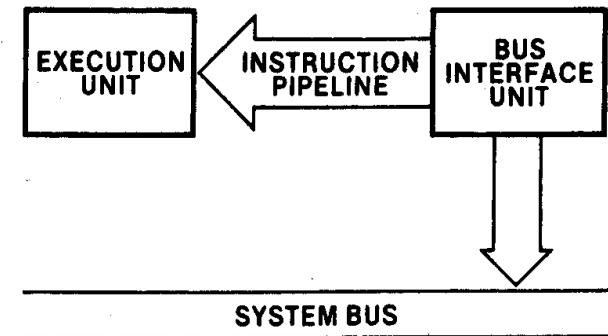 EXECUTION
UNIT
INSTRUCTION
PIPELINE
BUS
INTERFACE
UNIT
SYSTEM BUS